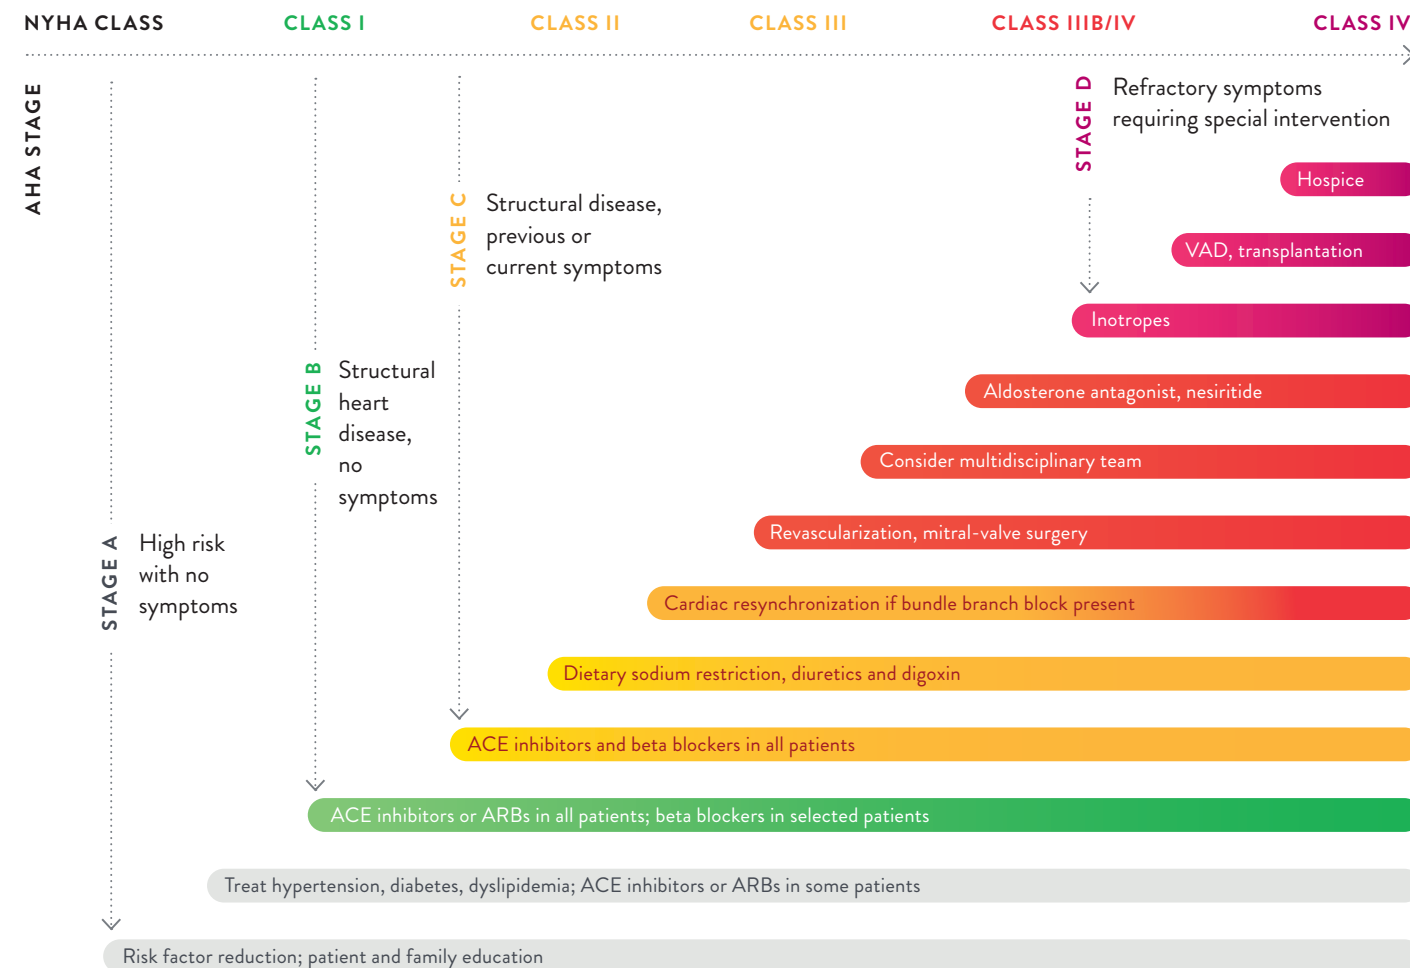 NYHA CLASS
CLASS I
CLASS II
CLASS III
CLASS IIIB/IV
CLASS IV
AHA STAGE
STAGE D
Refractory symptoms
requiring special intervention
Hospice
STAGE C
Structural disease,
previous or
current symptoms
VAD, transplantation
Inotropes
STAGE B
Structural
heart
disease,
no
symptoms
Aldosterone antagonist, nesiritide
Consider multidisciplinary team
Revascularization, mitral-valve surgery
STAGE A
High risk
with no
symptoms
Cardiac resynchronization if bundle branch block present
Dietary sodium restriction, diuretics and digoxin
ACE inhibitors and beta blockers in all patients
ACE inhibitors or ARBs in all patients; beta blockers in selected patients
Treat hypertension, diabetes, dyslipidemia; ACE inhibitors or ARBs in some patients
Risk factor reduction; patient and family education